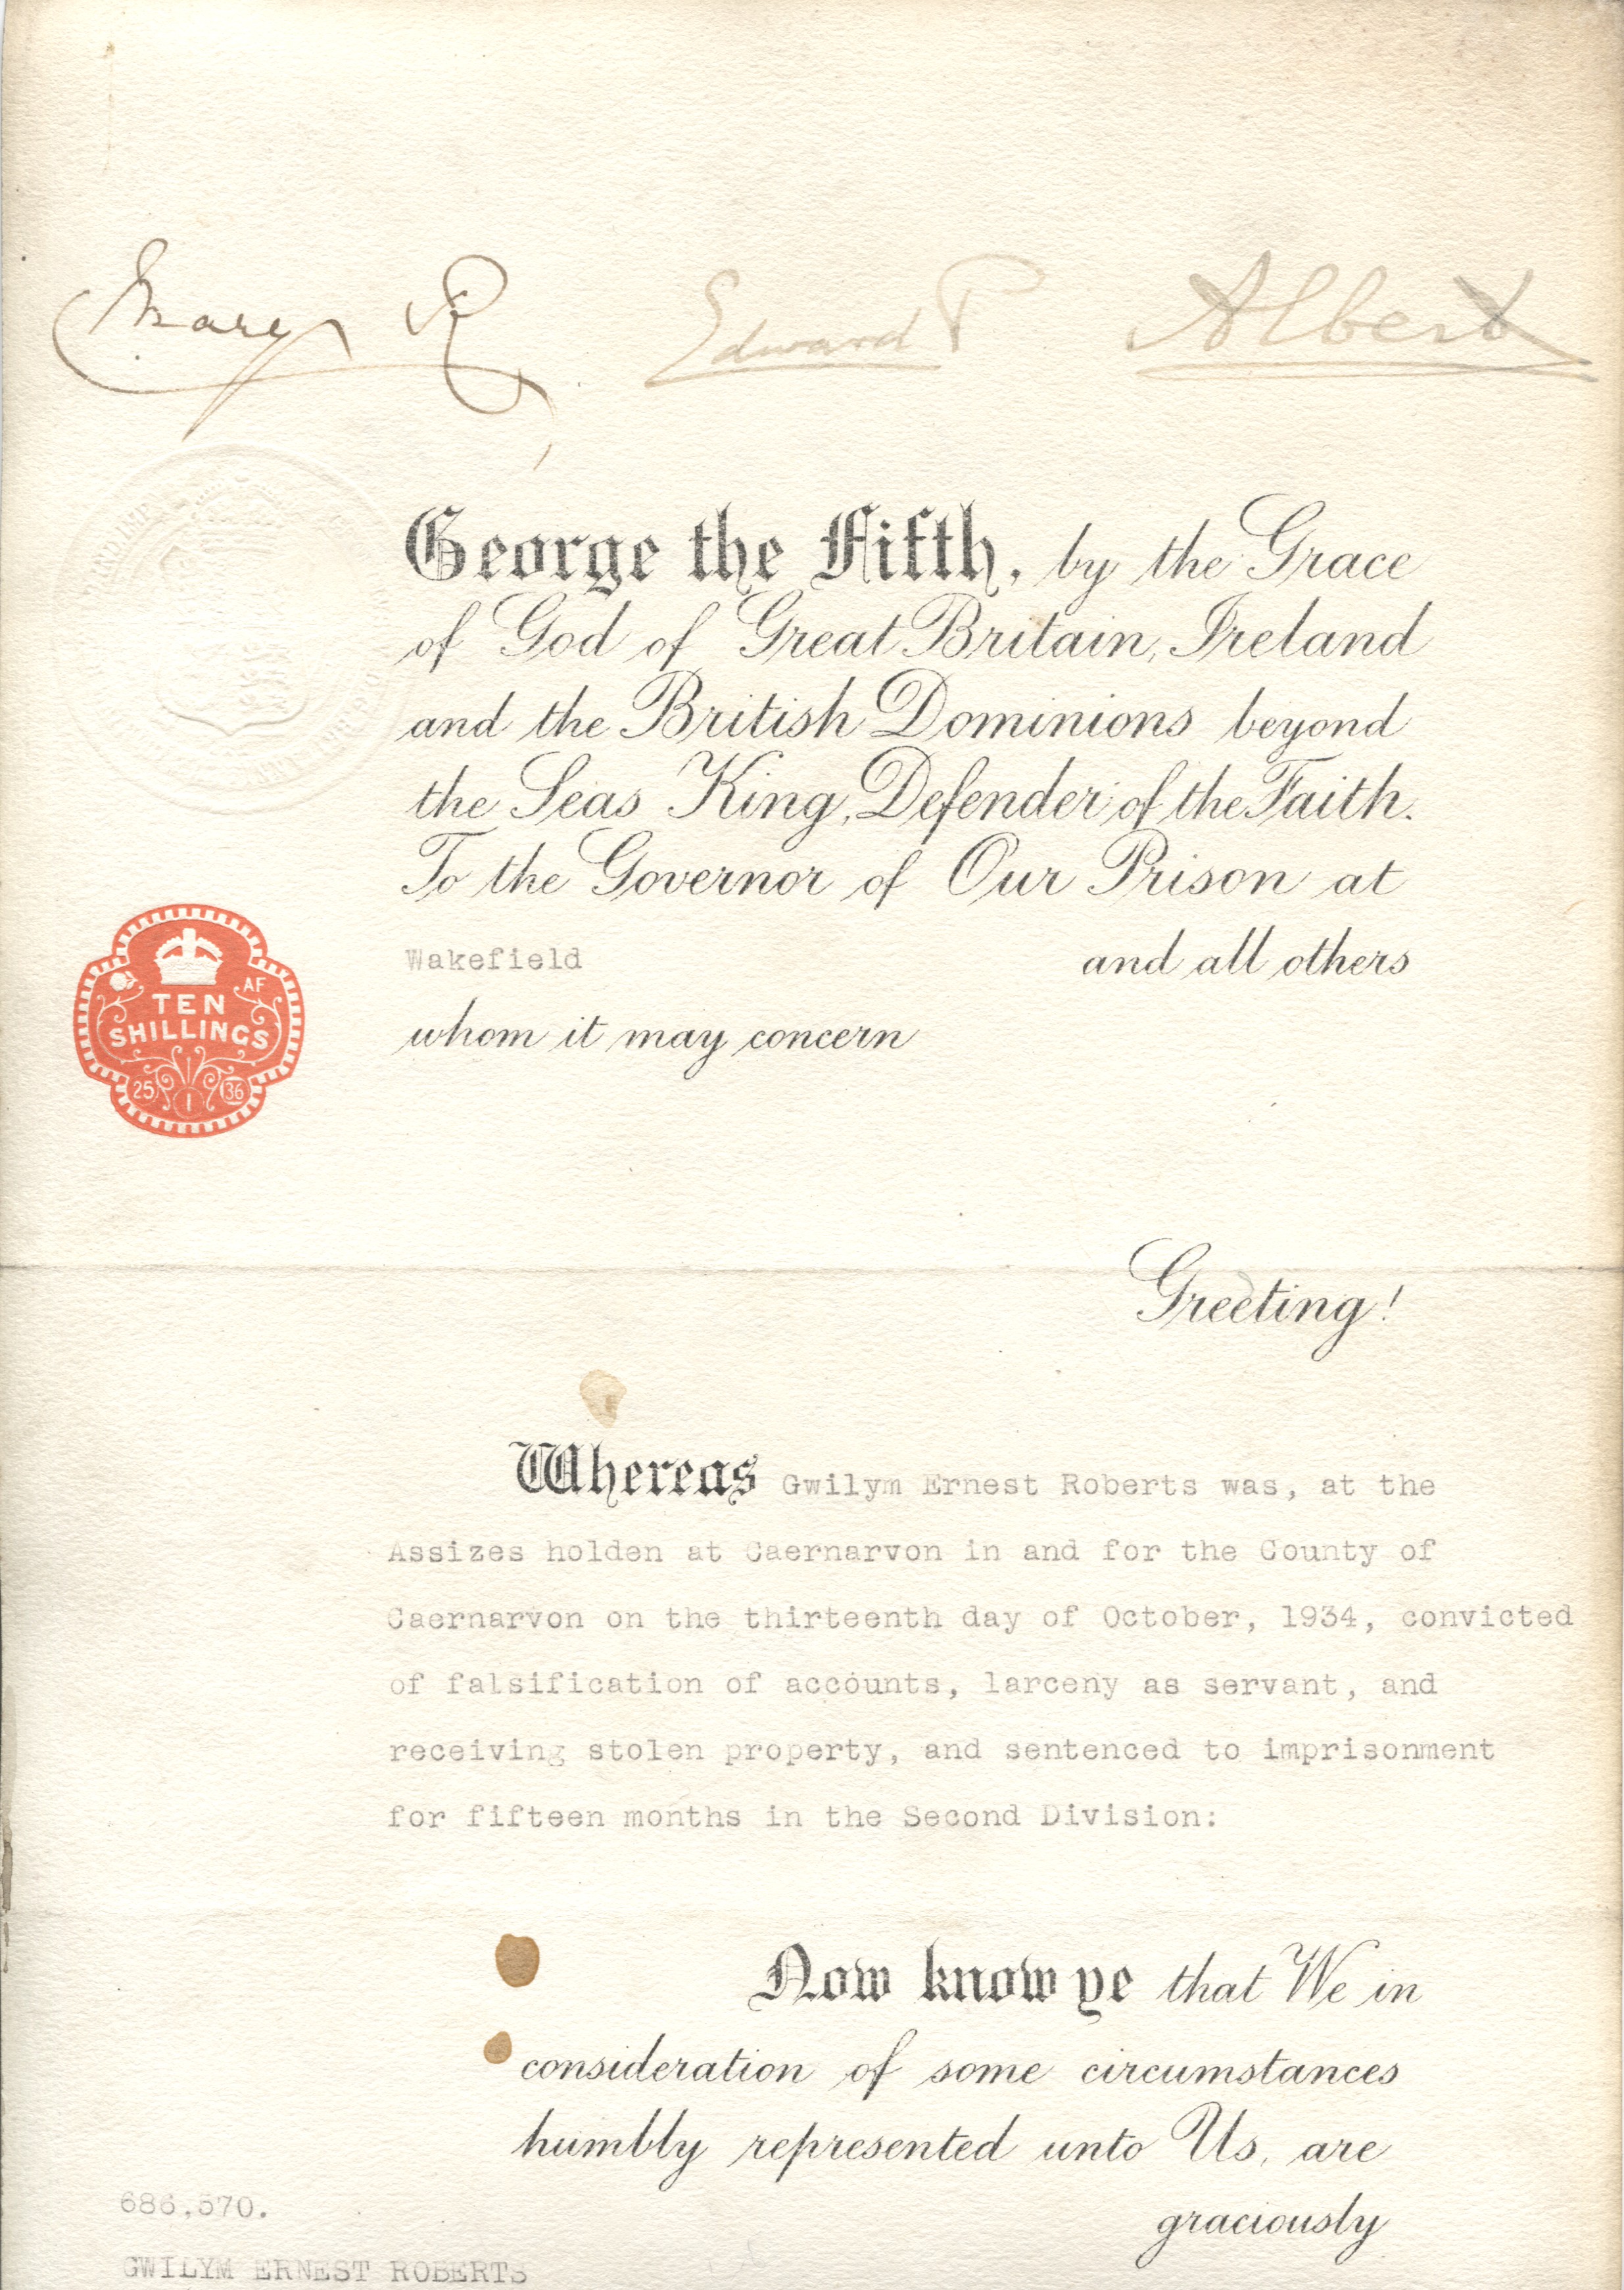 Mary R
Edward P
Albert
George the Fifth, by the Grace
of God of Great Britain, Ireland
and the British Dominions beyond
the Seas King, Defender of the Faith.
To the Governor of Our Prison at
Wakefield and all others
whom it may concern
TEN
AF
SHILLINGS
25 1 36
Greeting!
Whereas Gwilym Ernest Roberts was, at the
Assizes holden at Caernarvon in and for the County of
Caernarvon on the thirteenth day of October, 1934, convicted
of falsification of accounts, larceny as servant, and
receiving stolen property, and sentenced to imprisonment
for fifteen months in the Second Division:
Now know ye that We in
consideration of some circumstances
humbly represented unto Us, are
graciously
686,570.
GWILYM ERNEST ROBERTS